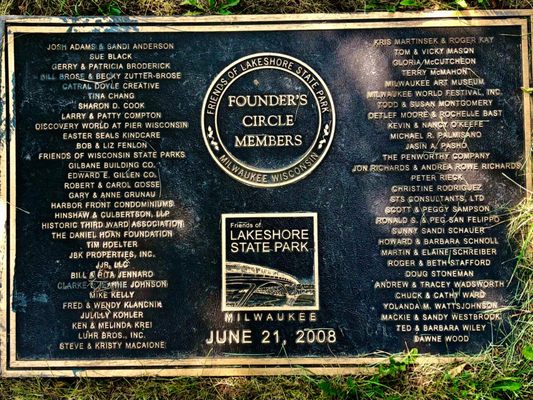 JOSH ADAMS & SANDI ANDERSON
SUE BLACK
GERRY & PATRICIA BRODERICK
BILL BROSE & BECKY ZUTTER-BROSE
CATRAL DOYLE CREATIVE
TINA CHANG
SHARON D. COOK
LARRY & PATTY COMPTON
DISCOVERY WORLD AT PIER WISCONSIN
EASTER SEALS KINDCARE
BOB & LIZ FENLON
FRIENDS OF WISCONSIN STATE PARKS
GILBANE BUILDING CO.
EDWARD E. GILLEN CO.
ROBERT & CAROL GOSSE
GARY & ANNE GRUNAU
HARBOR FRONT CONDOMINIUMS
HINSHAW & CULBERTSON, LLP
HISTORIC THIRD WARD ASSOCIATION
THE DANIEL HOAN FOUNDATION
TIM HOELTER
JBK PROPERTIES, INC.
JJR, LLC
BILL & RITA JENNARD
CLARKE & JOHNSON
MIKE KELLY
FRED & WENDY KLANCNIK
JULILLY KOHLER
KEN & MELINDA KREI
LUHR BROS., INC.
STEVE & KRISTY MACAIONE
FRIENDS OF LAKESHORE STATE PARK,
FOUNDER'S
CIRCLE
MEMBERS
MILWAUKEE WISCONSIN
Friends of
LAKESHORE
STATE PARK
MILWAUKEE
JUNE 21, 2008
KRIS MARTINSEK & ROGER KAY
TOM & VICKY MASON
GLORIA McCUTCHEON
TERRY McMAHON
MILWAUKEE ART MUSEUM
MILWAUKEE WORLD FESTIVAL, INC.
TODD & SUSAN MONTGOMERY
DETLEF MOORE & ROCHELLE BAST
KEVIN & NANCY O'KEEFE
MICHAEL R. PALMISANO
JASIN A. PASHO
THE PENWORTHY COMPANY
JON RICHARDS & ANDREA ROWE RICHARDS
PETER RIECK
CHRISTINE RODRIGUEZ
STS CONSULTANTS, LTD
SCOTT & PEGGY SAMPSON
RONALD S. & PEG SAN FELIPPO
SUNNY SANDI SCHAUER
HOWARD & BARBARA SCHNOLL
MARTIN & ELAINE SCHREIBER
ROGER & BETH STAFFORD
DOUG STONEMAN
ANDREW & TRACEY WADSWORTH
CHUCK & CATHY WARD
YOLANDA M. WATTSJOHNSON
MACKIE & SANDY WESTBROOK
TED & BARBARA WILEY
DAWNE WOOD